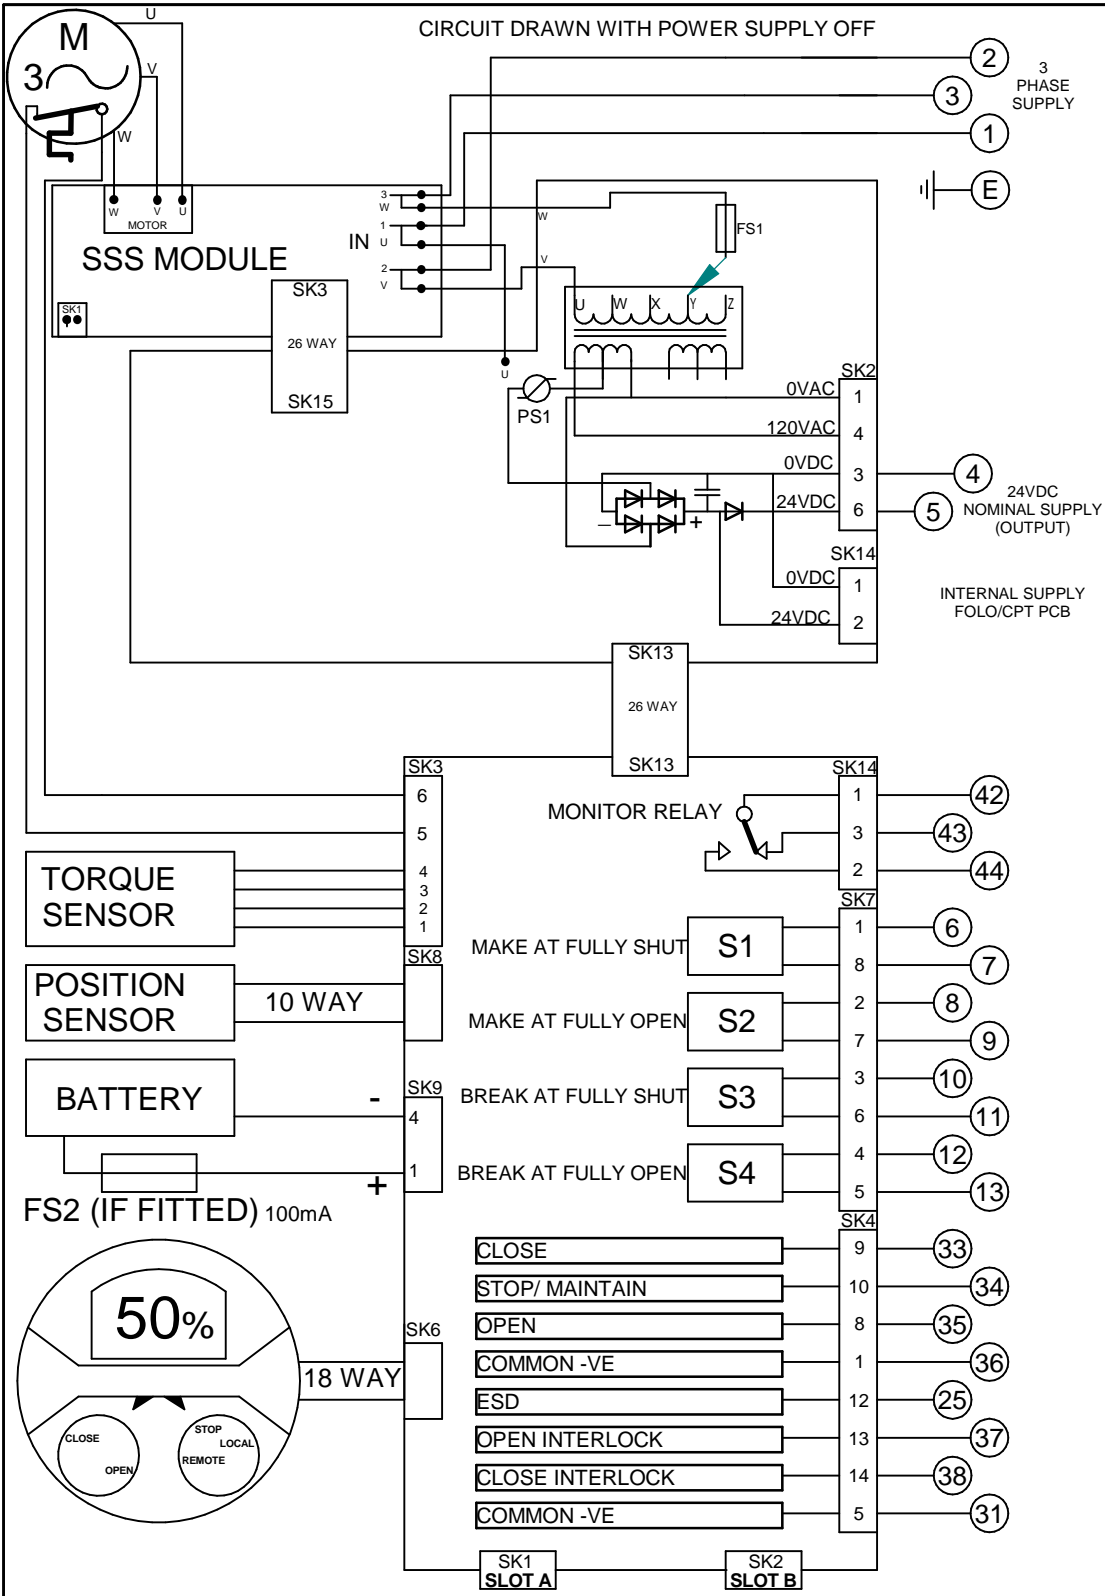 CIRCUIT DRAWN WITH POWER SUPPLY OFF
U
M
3
V
W
2
3
PHASE
SUPPLY
3
1
E
W V U
MOTOR
SSS MODULE
IN
3
W
1
U
2
V
W
FS1
V
U W X Y Z
SK1
SK3
26 WAY
SK15
U
PS1
SK2
0VAC 1
120VAC 4
0VDC 3 4
24VDC 6 5
24VDC
NOMINAL SUPPLY
(OUTPUT)
– +
SK14
0VDC 1
24VDC 2
INTERNAL SUPPLY
FOLO/CPT PCB
SK13
26 WAY
SK13
SK3
6
5
4
3
2
1
TORQUE
SENSOR
SK14
MONITOR RELAY
1 42
3 43
2 44
SK7
MAKE AT FULLY SHUT S1
1 6
8 7
MAKE AT FULLY OPEN S2
2 8
7 9
BREAK AT FULLY SHUT S3
3 10
6 11
BREAK AT FULLY OPEN S4
4 12
5 13
SK8
POSITION
SENSOR
10 WAY
BATTERY
-
SK9
4
1
+
FS2 (IF FITTED) 100mA
SK4
CLOSE 9 33
STOP/ MAINTAIN 10 34
OPEN 8 35
COMMON -VE 1 36
ESD 12 25
OPEN INTERLOCK 13 37
CLOSE INTERLOCK 14 38
COMMON -VE 5 31
50%
SK6
18 WAY
CLOSE
OPEN
STOP
LOCAL
REMOTE
SK1
SLOT A
SK2
SLOT B